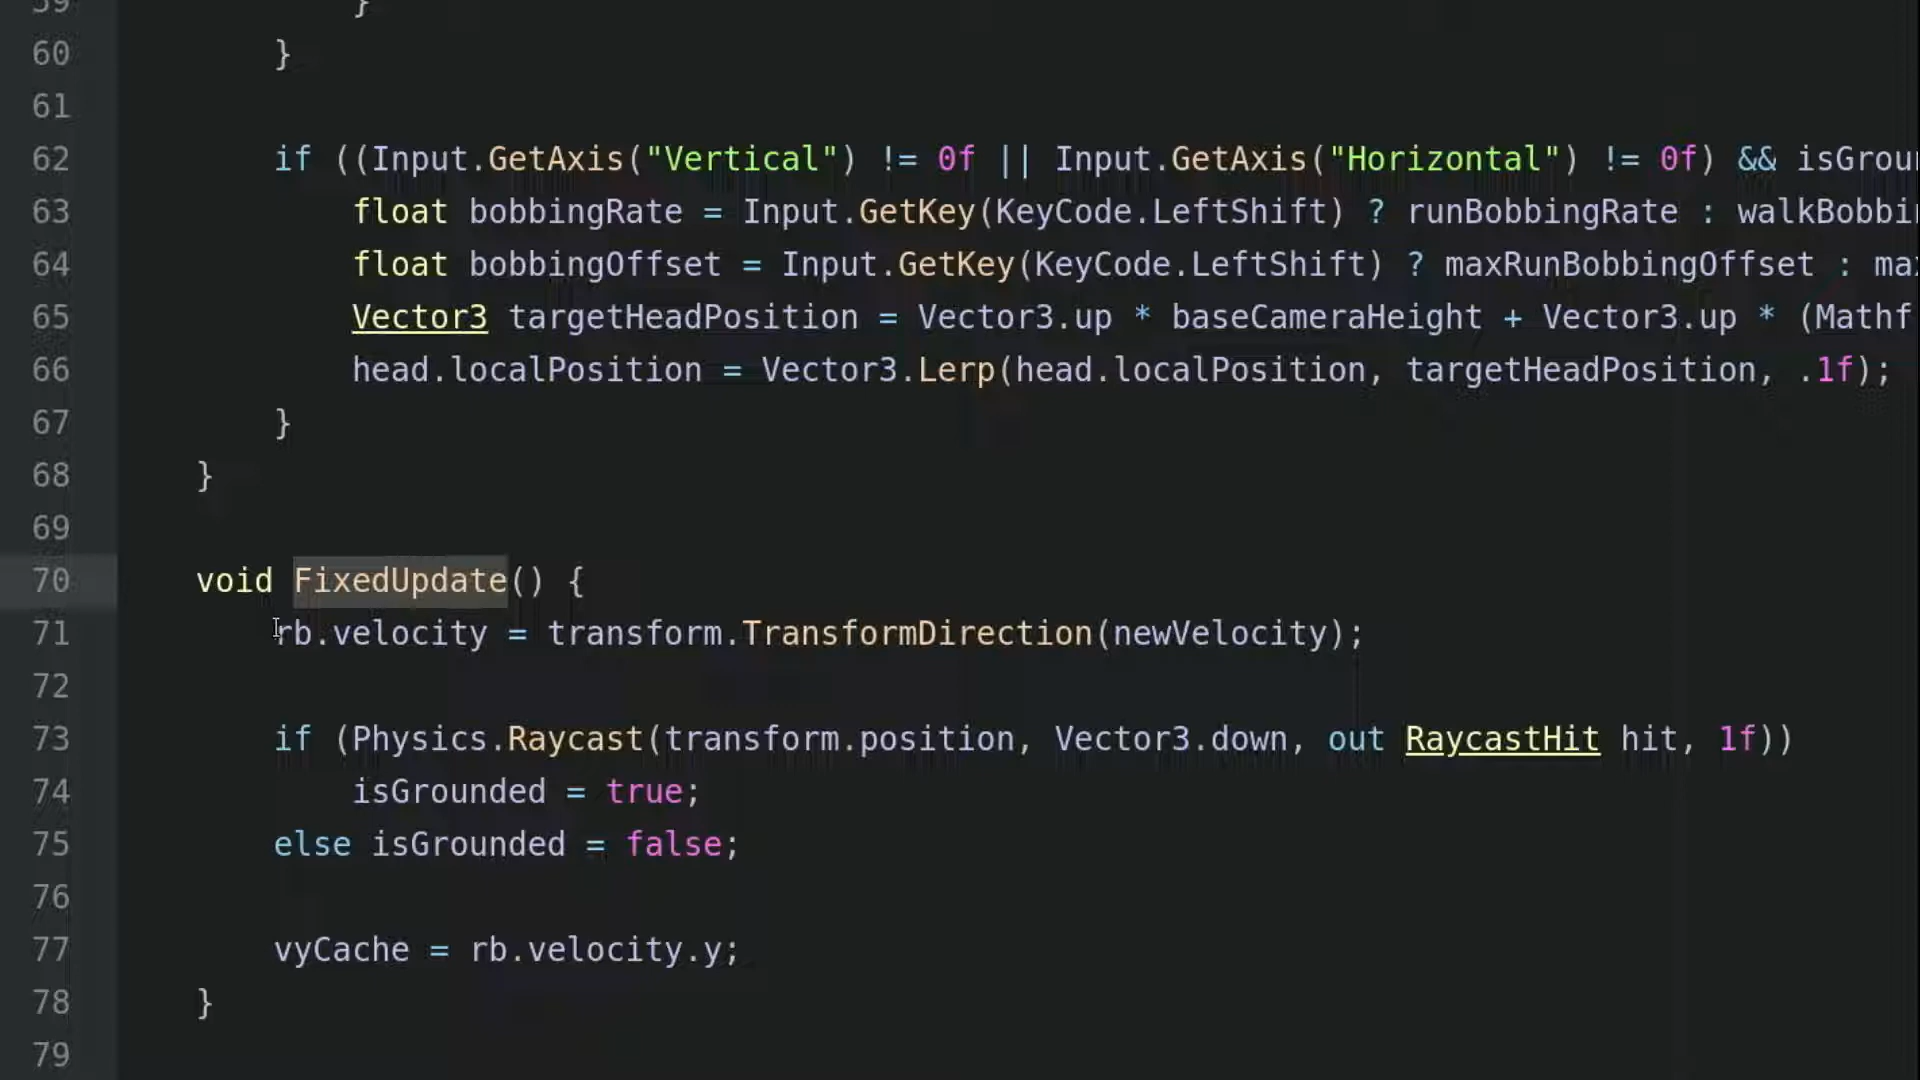 59 }
60 }
61
62 if ((Input.GetAxis("Vertical") != 0f || Input.GetAxis("Horizontal") != 0f) && isGrou
63 float bobbingRate = Input.GetKey(KeyCode.LeftShift) ? runBobbingRate : walkBobbi
64 float bobbingOffset = Input.GetKey(KeyCode.LeftShift) ? maxRunBobbingOffset : ma
65 Vector3 targetHeadPosition = Vector3.up * baseCameraHeight + Vector3.up * (Mathf
66 head.localPosition = Vector3.Lerp(head.localPosition, targetHeadPosition, .1f);
67 }
68 }
69
70 void FixedUpdate() {
71 rb.velocity = transform.TransformDirection(newVelocity);
72
73 if (Physics.Raycast(transform.position, Vector3.down, out RaycastHit hit, 1f))
74 isGrounded = true;
75 else isGrounded = false;
76
77 vyCache = rb.velocity.y;
78 }
79